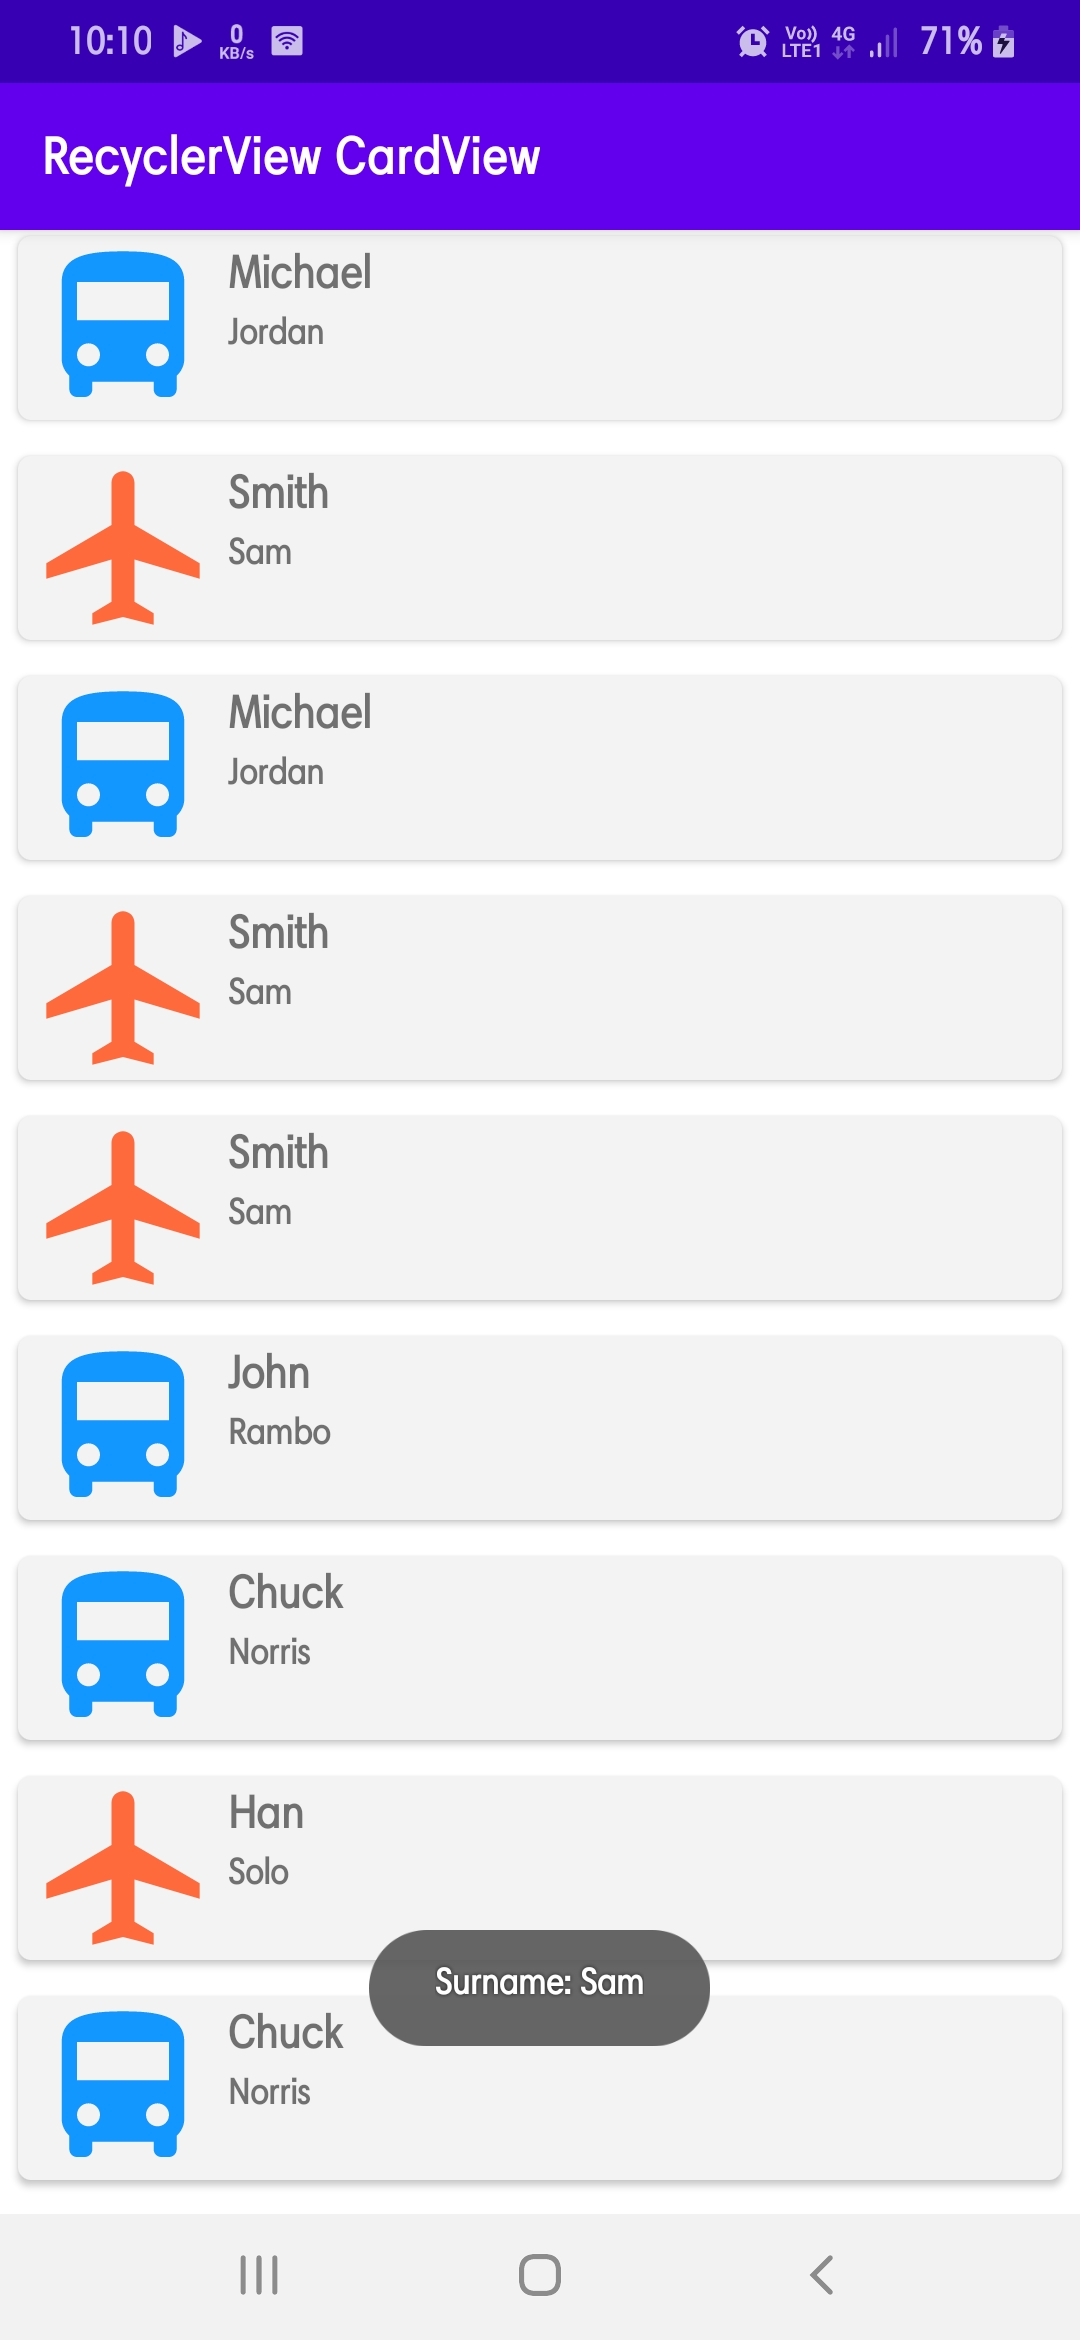 10:10 0 KB/s Vo)) LTE1 4G 71%
RecyclerView CardView
Michael
Jordan
Smith
Sam
Michael
Jordan
Smith
Sam
Smith
Sam
John
Rambo
Chuck
Norris
Han
Solo
Surname: Sam
Chuck
Norris